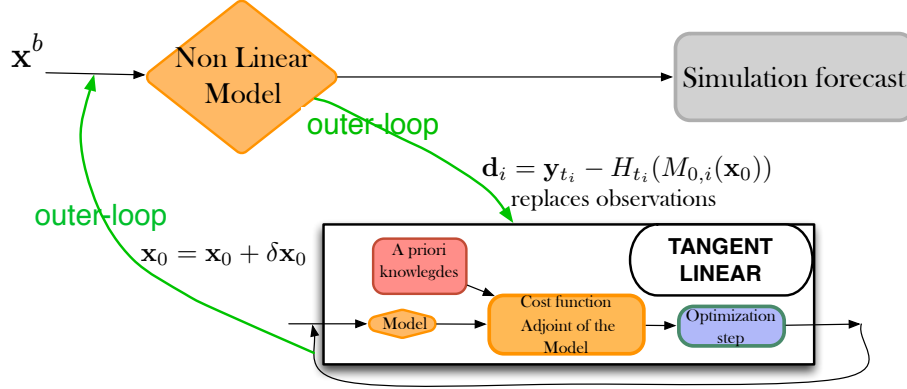 𝐱^b
Non Linear
Model
Simulation forecast
outer-loop
𝐝_i = 𝐲_{t_i} − H_{t_i}(M_{0,i}(𝐱_0))
replaces observations
outer-loop
𝐱_0 = 𝐱_0 + δ𝐱_0
TANGENT
LINEAR
A priori
knowlegdes
Model
Cost function
Adjoint of the
Model
Optimization
step